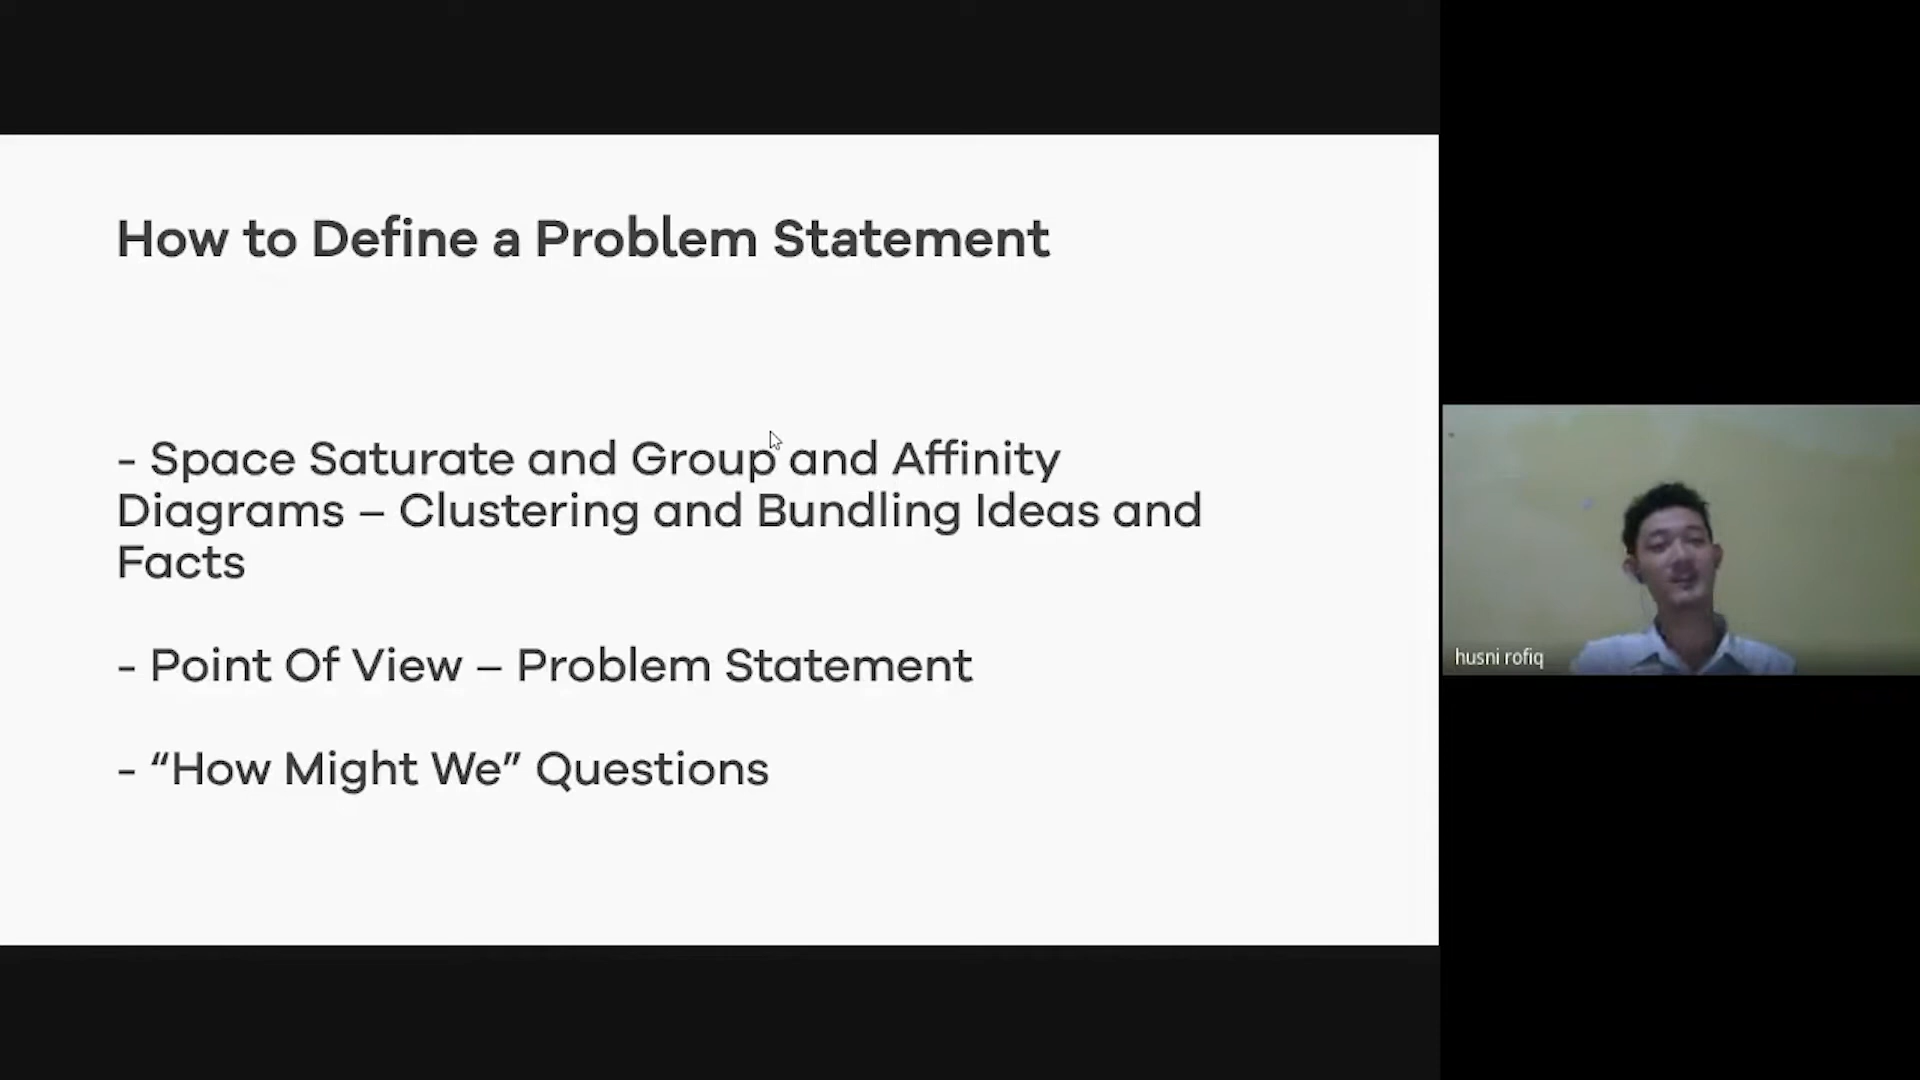 How to Define a Problem Statement
- Space Saturate and Group and Affinity
Diagrams – Clustering and Bundling Ideas and
Facts
- Point Of View – Problem Statement
- “How Might We” Questions
husni rofiq